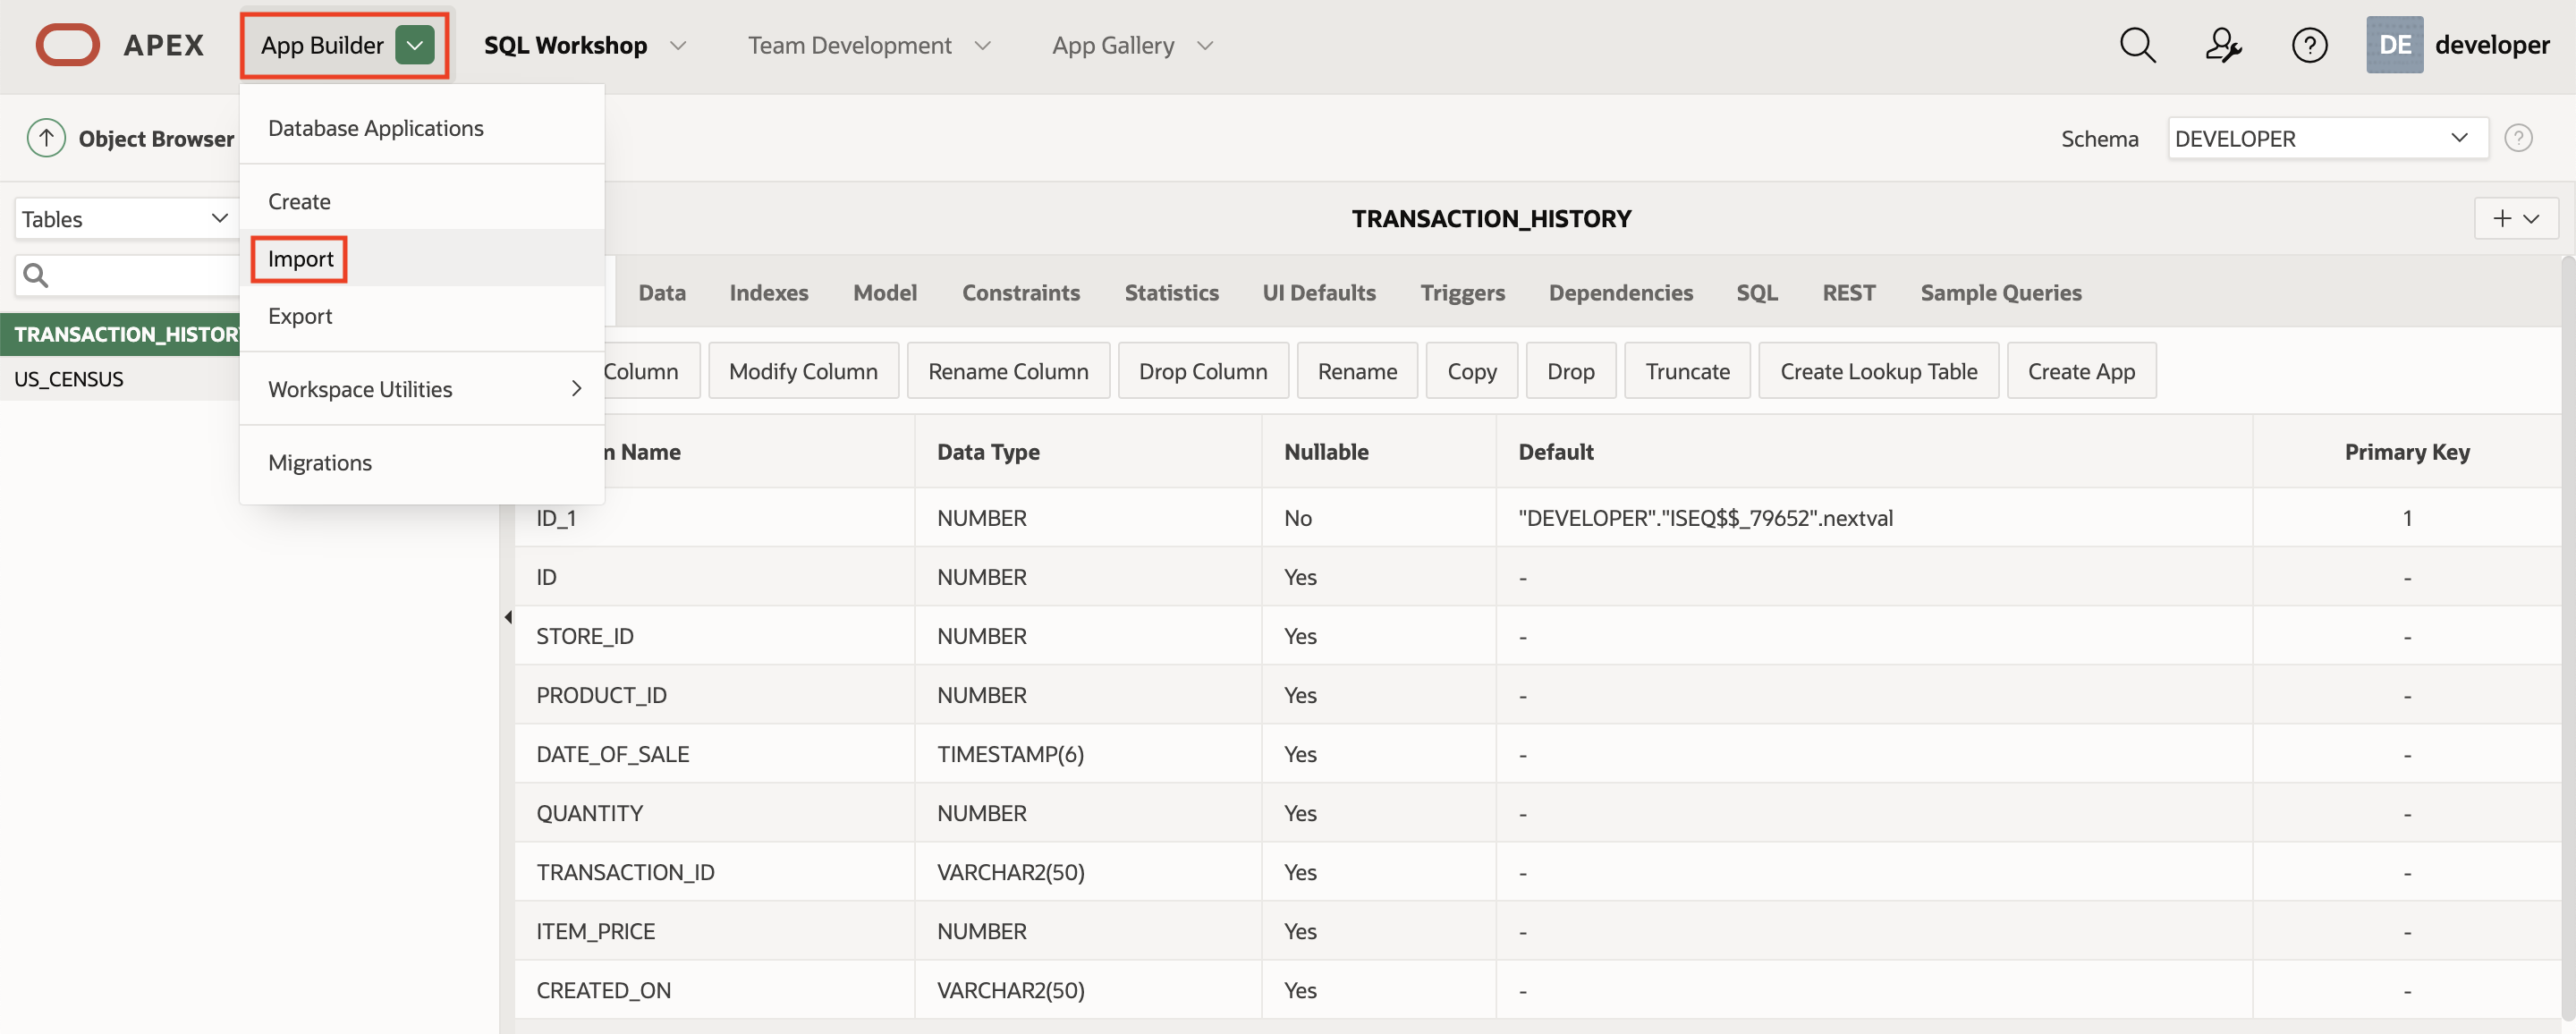 APEX App Builder SQL Workshop Team Development App Gallery DE developer
Database Applications
Create
Import
Export
Workspace Utilities
Migrations
Object Browser Schema DEVELOPER ?
Tables
TRANSACTION_HISTORY
US_CENSUS
TRANSACTION_HISTORY
Data Indexes Model Constraints Statistics UI Defaults Triggers Dependencies SQL REST Sample Queries
Column Modify Column Rename Column Drop Column Rename Copy Drop Truncate Create Lookup Table Create App
n Name Data Type Nullable Default Primary Key
ID_1 NUMBER No "DEVELOPER"."ISEQ$$_79652".nextval 1
ID NUMBER Yes - -
STORE_ID NUMBER Yes - -
PRODUCT_ID NUMBER Yes - -
DATE_OF_SALE TIMESTAMP(6) Yes - -
QUANTITY NUMBER Yes - -
TRANSACTION_ID VARCHAR2(50) Yes - -
ITEM_PRICE NUMBER Yes - -
CREATED_ON VARCHAR2(50) Yes - -